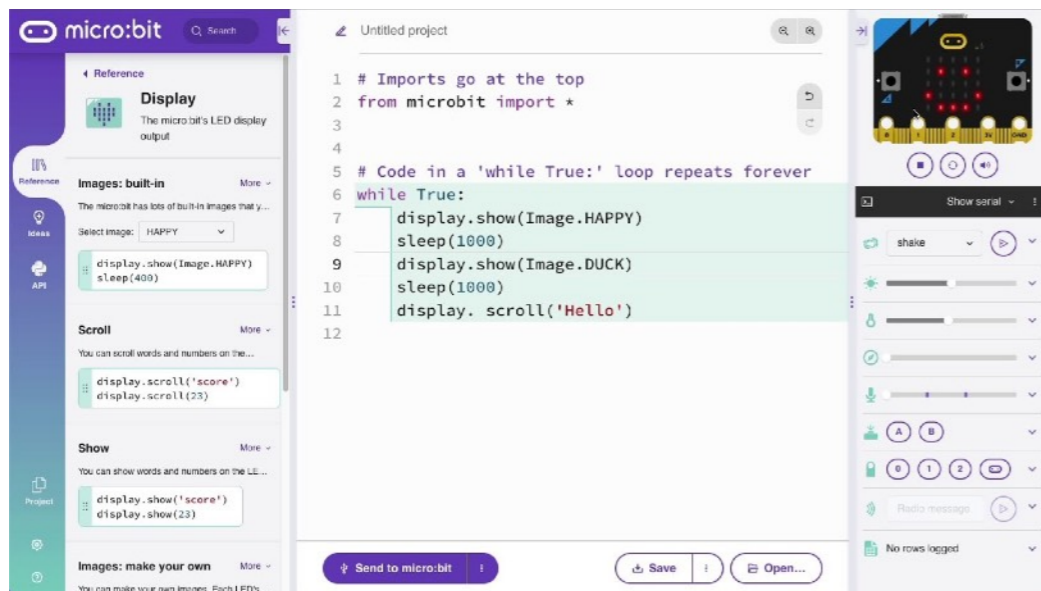 micro:bit
Search
Reference
Display
The micro:bit's LED display
output
Reference
Ideas
API
Project
Images: built-in More
The micro:bit has lots of built-in images that y...
Select image: HAPPY
display.show(Image.HAPPY)
sleep(400)
Scroll More
You can scroll words and numbers on the...
display.scroll('score')
display.scroll(23)
Show More
You can show words and numbers on the LE...
display.show('score')
display.show(23)
Images: make your own More
You can make your own images. Each LED's
Untitled project
1 # Imports go at the top
2 from microbit import *
3
4
5 # Code in a 'while True:' loop repeats forever
6 while True:
7 display.show(Image.HAPPY)
8 sleep(1000)
9 display.show(Image.DUCK)
10 sleep(1000)
11 display. scroll('Hello')
12
Send to micro:bit
Save
Open...
0 1 2 3V GND
Show serial
shake
A B
0 1 2
Radio message
No rows logged